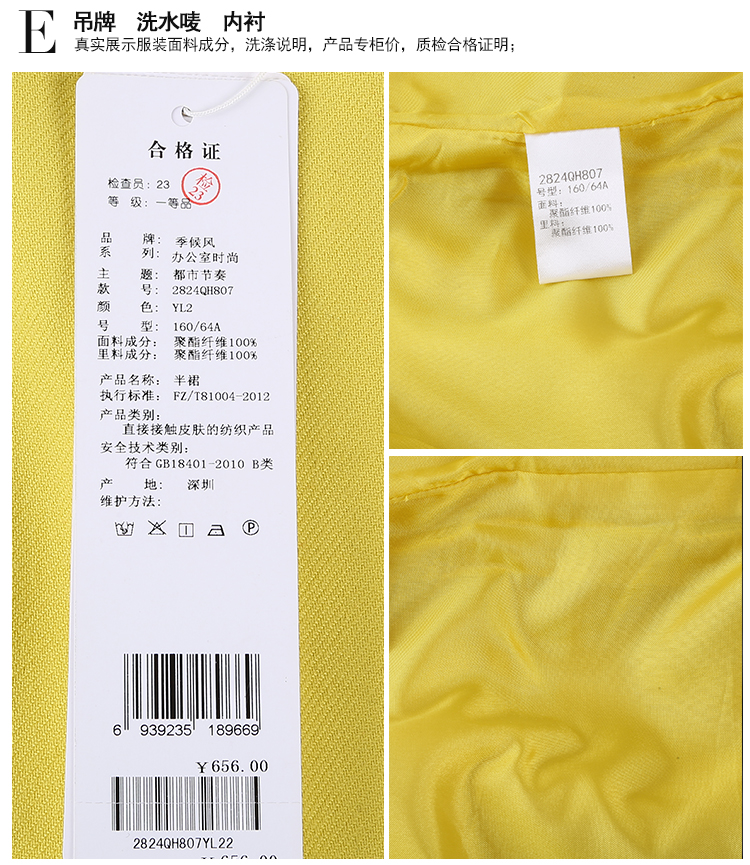 E
吊牌 洗水唛 内衬
真实展示服装面料成分，洗涤说明，产品专柜价，质检合格证明；
合格证
检查员：23
检23
等 级：一等品
品 牌：季候风
系 列：办公室时尚
主 题：都市节奏
款 号：2824QH807
颜 色：YL2
号 型：160/64A
面料成分：聚酯纤维100%
里料成分：聚酯纤维100%
产品名称：半裙
执行标准：FZ/T81004-2012
产品类别：
直接接触皮肤的纺织产品
安全技术类别：
符合GB18401-2010 B类
产 地：深圳
维护方法：
P
6 939235 189669
￥656.00
2824QH807YL22
￥656.00
2824QH807
号型：160/64A
面料：
聚酯纤维100%
里料：
聚酯纤维100%